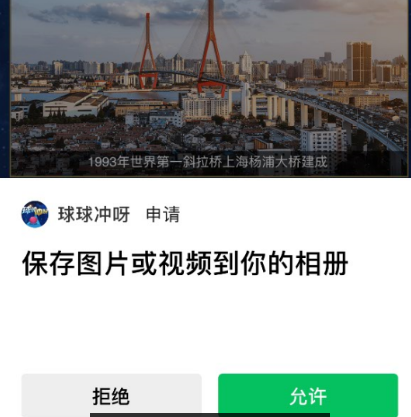 1993年世界第一斜拉桥上海杨浦大桥建成
球球冲呀 申请
保存图片或视频到你的相册
拒绝 允许